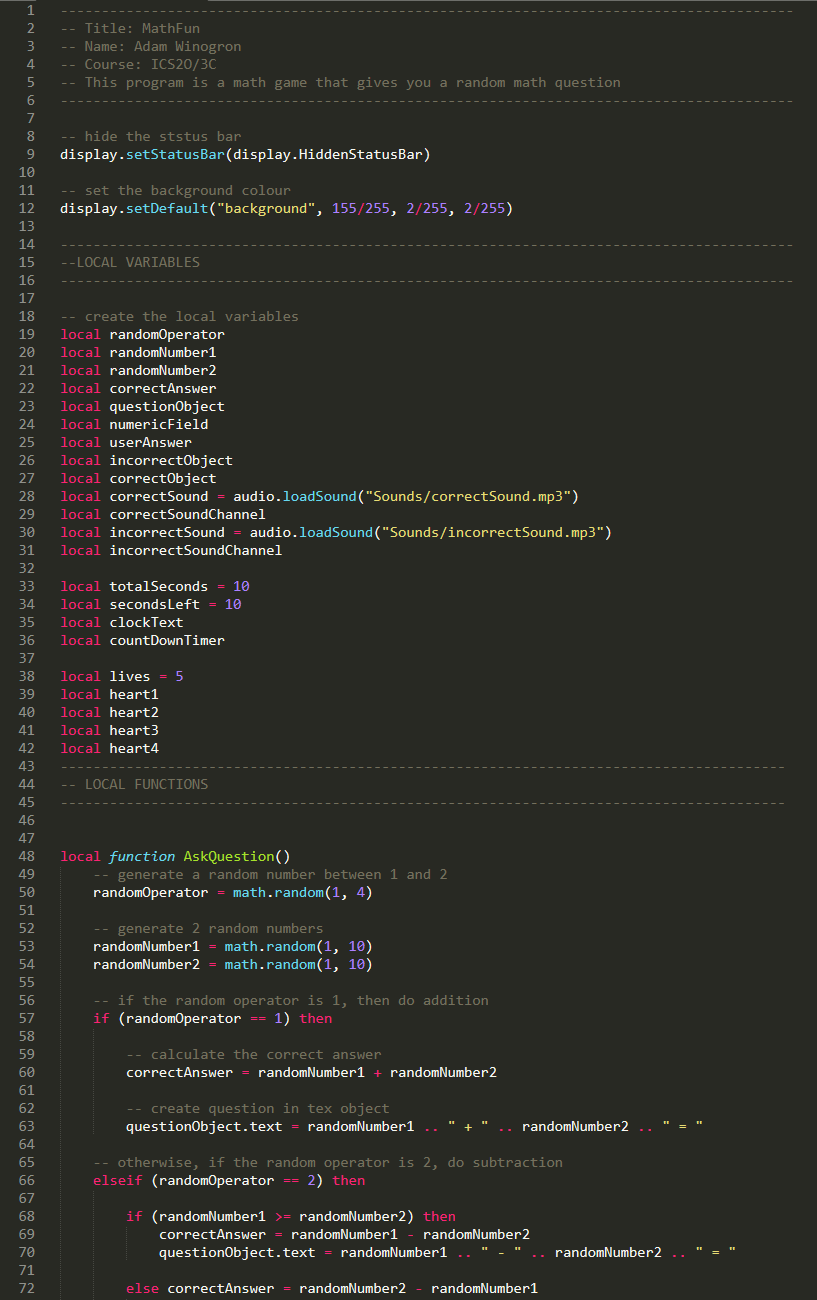 1 -----------------------------------------------------------------------------------------
2 -- Title: MathFun
3 -- Name: Adam Winogron
4 -- Course: ICS2O/3C
5 -- This program is a math game that gives you a random math question
6 -----------------------------------------------------------------------------------------
7
8 -- hide the ststus bar
9 display.setStatusBar(display.HiddenStatusBar)
10
11 -- set the background colour
12 display.setDefault("background", 155/255, 2/255, 2/255)
13
14 -----------------------------------------------------------------------------------------
15 --LOCAL VARIABLES
16 -----------------------------------------------------------------------------------------
17
18 -- create the local variables
19 local randomOperator
20 local randomNumber1
21 local randomNumber2
22 local correctAnswer
23 local questionObject
24 local numericField
25 local userAnswer
26 local incorrectObject
27 local correctObject
28 local correctSound = audio.loadSound("Sounds/correctSound.mp3")
29 local correctSoundChannel
30 local incorrectSound = audio.loadSound("Sounds/incorrectSound.mp3")
31 local incorrectSoundChannel
32
33 local totalSeconds = 10
34 local secondsLeft = 10
35 local clockText
36 local countDownTimer
37
38 local lives = 5
39 local heart1
40 local heart2
41 local heart3
42 local heart4
43 ----------------------------------------------------------------------------------------
44 -- LOCAL FUNCTIONS
45 ----------------------------------------------------------------------------------------
46
47
48 local function AskQuestion()
49     -- generate a random number between 1 and 2
50     randomOperator = math.random(1, 4)
51
52     -- generate 2 random numbers
53     randomNumber1 = math.random(1, 10)
54     randomNumber2 = math.random(1, 10)
55
56     -- if the random operator is 1, then do addition
57     if (randomOperator == 1) then
58
59         -- calculate the correct answer
60         correctAnswer = randomNumber1 + randomNumber2
61
62         -- create question in tex object
63         questionObject.text = randomNumber1 .. " + " .. randomNumber2 .. " = "
64
65     -- otherwise, if the random operator is 2, do subtraction
66     elseif (randomOperator == 2) then
67
68         if (randomNumber1 >= randomNumber2) then
69             correctAnswer = randomNumber1 - randomNumber2
70             questionObject.text = randomNumber1 .. " - " .. randomNumber2 .. " = "
71
72         else correctAnswer = randomNumber2 - randomNumber1